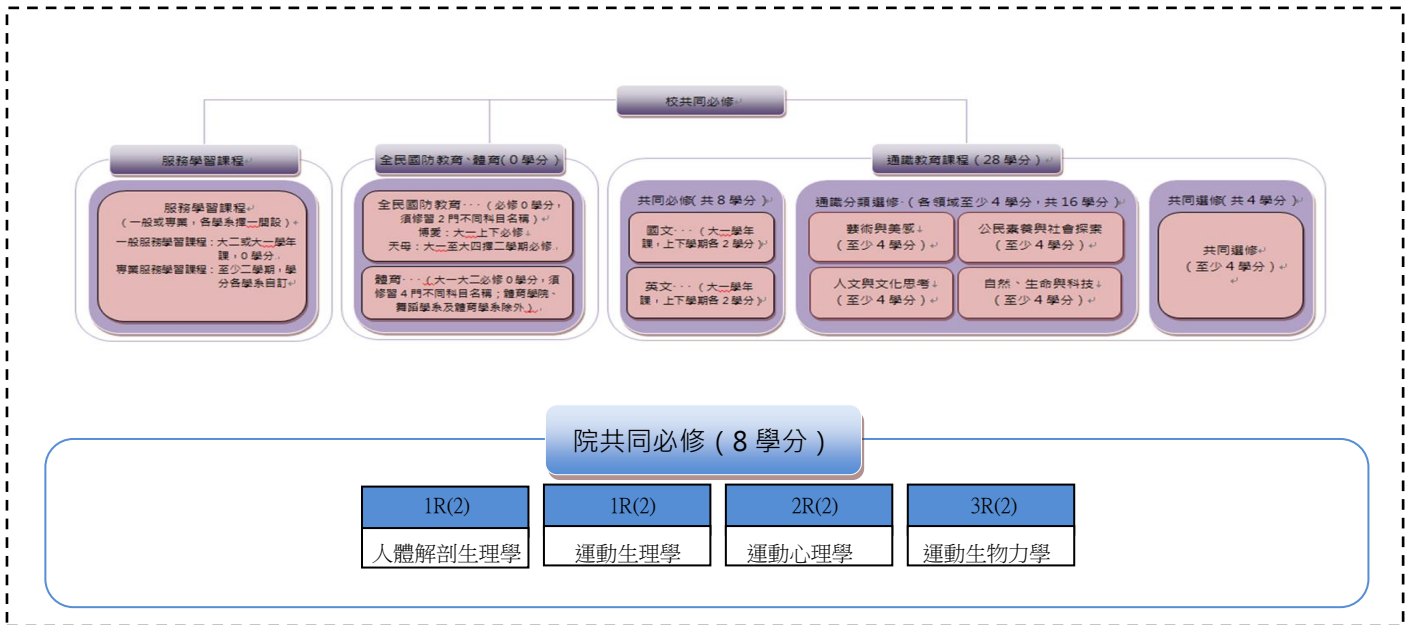 校共同必修
服務學習課程
服務學習課程
(一般或專業，各學系擇一開設)
一般服務學習課程：大二或大一學年
課，0學分
專業服務學習課程：至少二學期，學
分各學系自訂
全民國防教育、體育(0學分)
全民國防教育···(必修0學分，
須修習2門不同科目名稱)
博愛：大一上下必修
天母：大一至大四擇二學期必修
體育···(大一大二必修0學分，須
修習4門不同科目名稱；體育學院、
舞蹈學系及體育學系除外)
通識教育課程(28學分)
共同必修(共8學分)
國文···(大一學年
課，上下學期各2學分)
英文···(大一學年
課，上下學期各2學分)
通識分類選修·(各領域至少4學分，共16學分)
藝術與美感
(至少4學分)
公民素養與社會探索
(至少4學分)
人文與文化思考
(至少4學分)
自然、生命與科技
(至少4學分)
共同選修(共4學分)
共同選修
(至少4學分)
院共同必修(8學分)
1R(2)
人體解剖生理學
1R(2)
運動生理學
2R(2)
運動心理學
3R(2)
運動生物力學